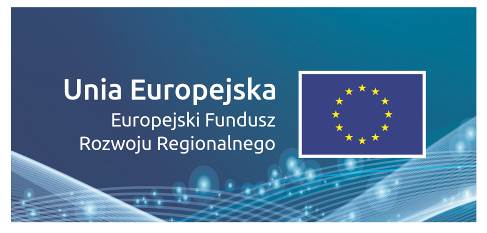 Unia Europejska
Europejski Fundusz
Rozwoju Regionalnego